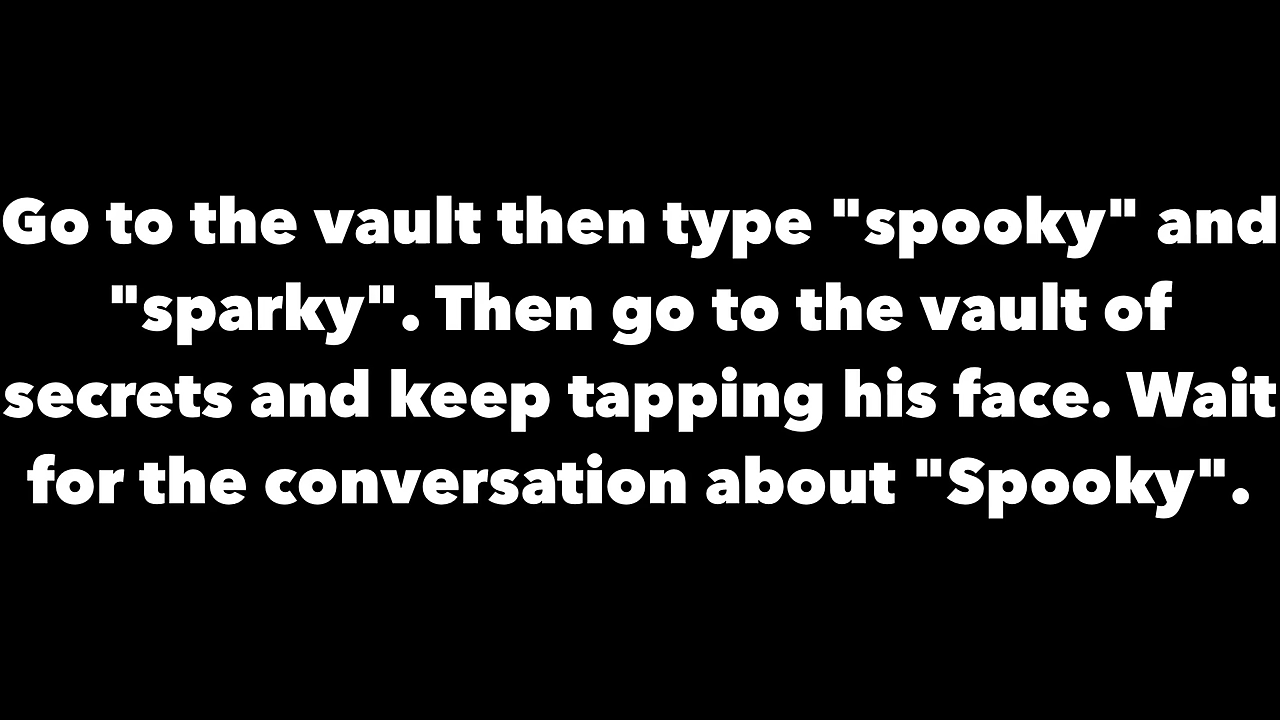 Go to the vault then type "spooky" and
"sparky". Then go to the vault of
secrets and keep tapping his face. Wait
for the conversation about "Spooky".